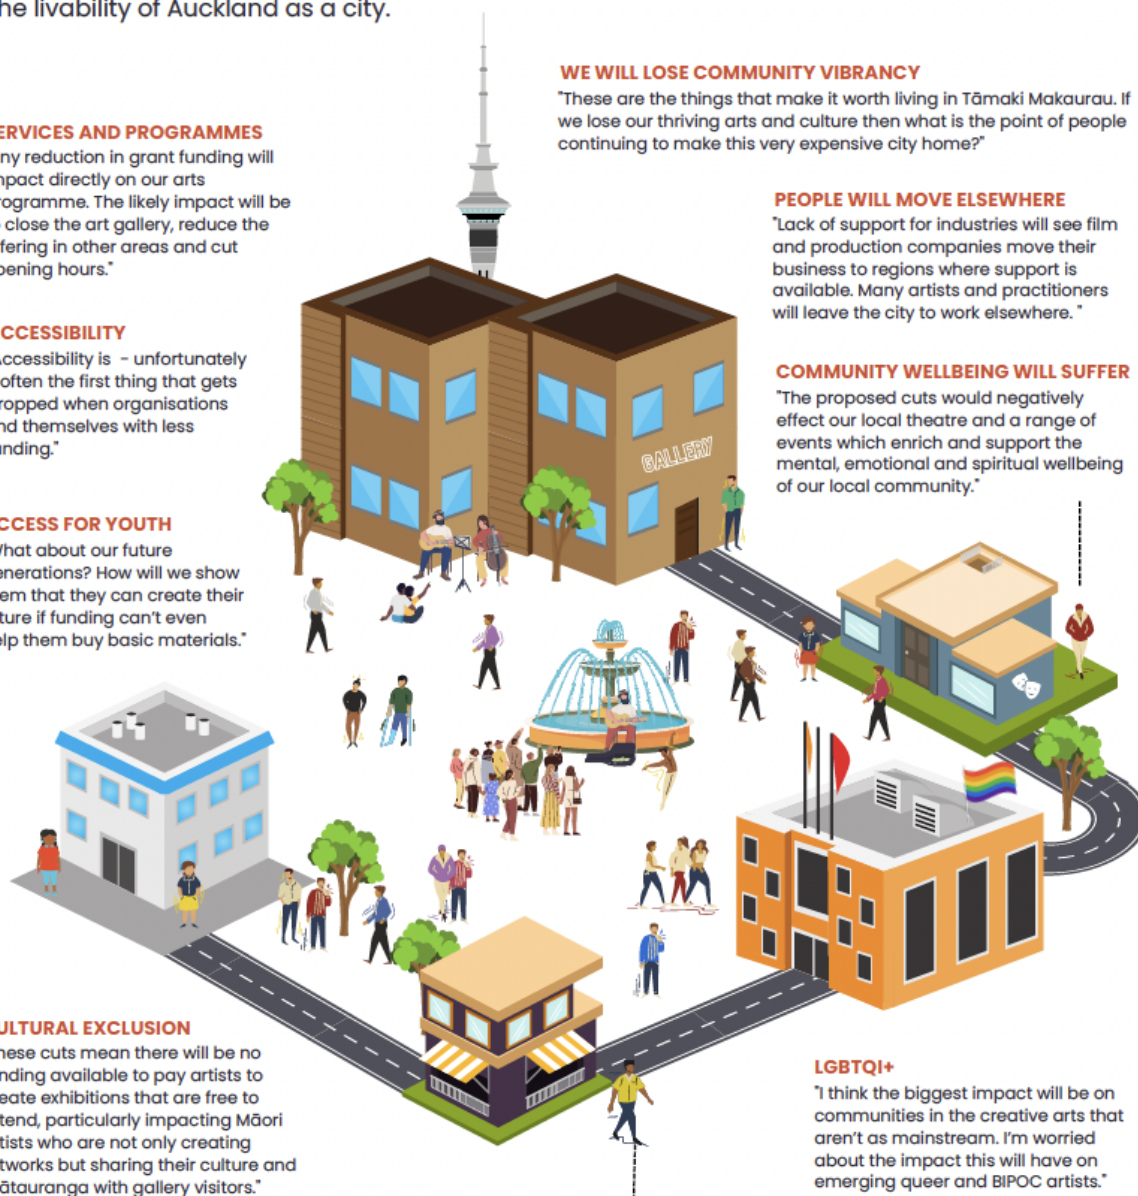 he livability of Auckland as a city.
WE WILL LOSE COMMUNITY VIBRANCY
"These are the things that make it worth living in Tāmaki Makaurau. If
we lose our thriving arts and culture then what is the point of people
continuing to make this very expensive city home?"
ERVICES AND PROGRAMMES
ny reduction in grant funding will
mpact directly on our arts
rogramme. The likely impact will be
close the art gallery, reduce the
fering in other areas and cut
pening hours."
PEOPLE WILL MOVE ELSEWHERE
"Lack of support for industries will see film
and production companies move their
business to regions where support is
available. Many artists and practitioners
will leave the city to work elsewhere. "
CCESSIBILITY
ccessibility is - unfortunately
often the first thing that gets
ropped when organisations
nd themselves with less
nding."
COMMUNITY WELLBEING WILL SUFFER
"The proposed cuts would negatively
effect our local theatre and a range of
events which enrich and support the
mental, emotional and spiritual wellbeing
of our local community."
GALLERY
CCESS FOR YOUTH
hat about our future
enerations? How will we show
em that they can create their
ture if funding can't even
elp them buy basic materials."
ULTURAL EXCLUSION
hese cuts mean there will be no
nding available to pay artists to
eate exhibitions that are free to
tend, particularly impacting Māori
tists who are not only creating
tworks but sharing their culture and
ātauranga with gallery visitors."
LGBTQI+
"I think the biggest impact will be on
communities in the creative arts that
aren't as mainstream. I'm worried
about the impact this will have on
emerging queer and BIPOC artists."